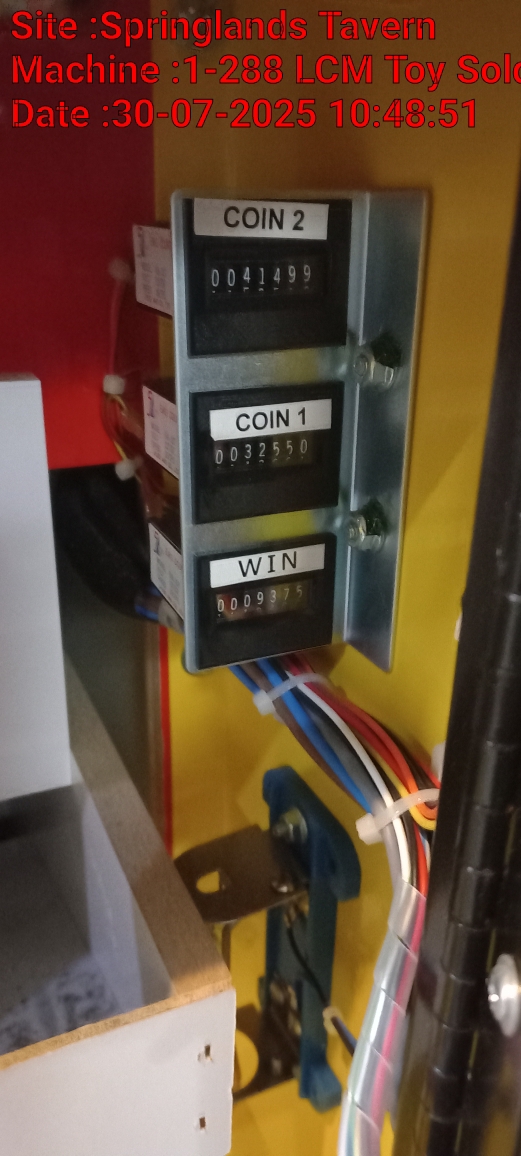 Site :Springlands Tavern
Machine :1-288 LCM Toy Sol
Date :30-07-2025 10:48:51
COIN 2
0041499
COIN 1
0032550
WIN
0009375